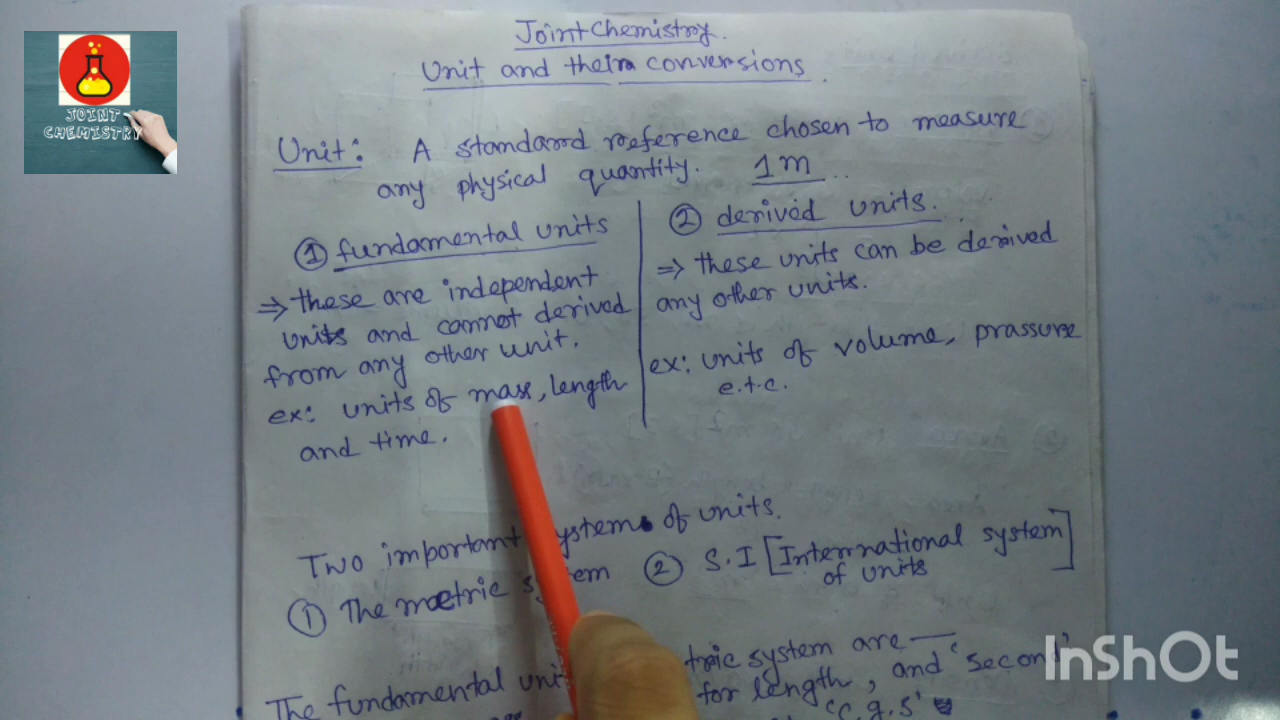 JOINT
CHEMISTRY
Joint Chemistry.
Unit and their conversions.
Unit: A standard reference chosen to measure
any physical quantity. 1m ..
① fundamental units
⇒ these are independent
units and cannot derived
from any other unit.
ex: units of mass, length
and time.
② derived units.
⇒ these units can be derived
any other units.
ex: units of volume, prassure
e.t.c.
Two important system of units.
① The metric system ② S.I [International system
of units]
The fundamental unit tric system are —
for length, and 'second'
'c.g.s'
InShOt